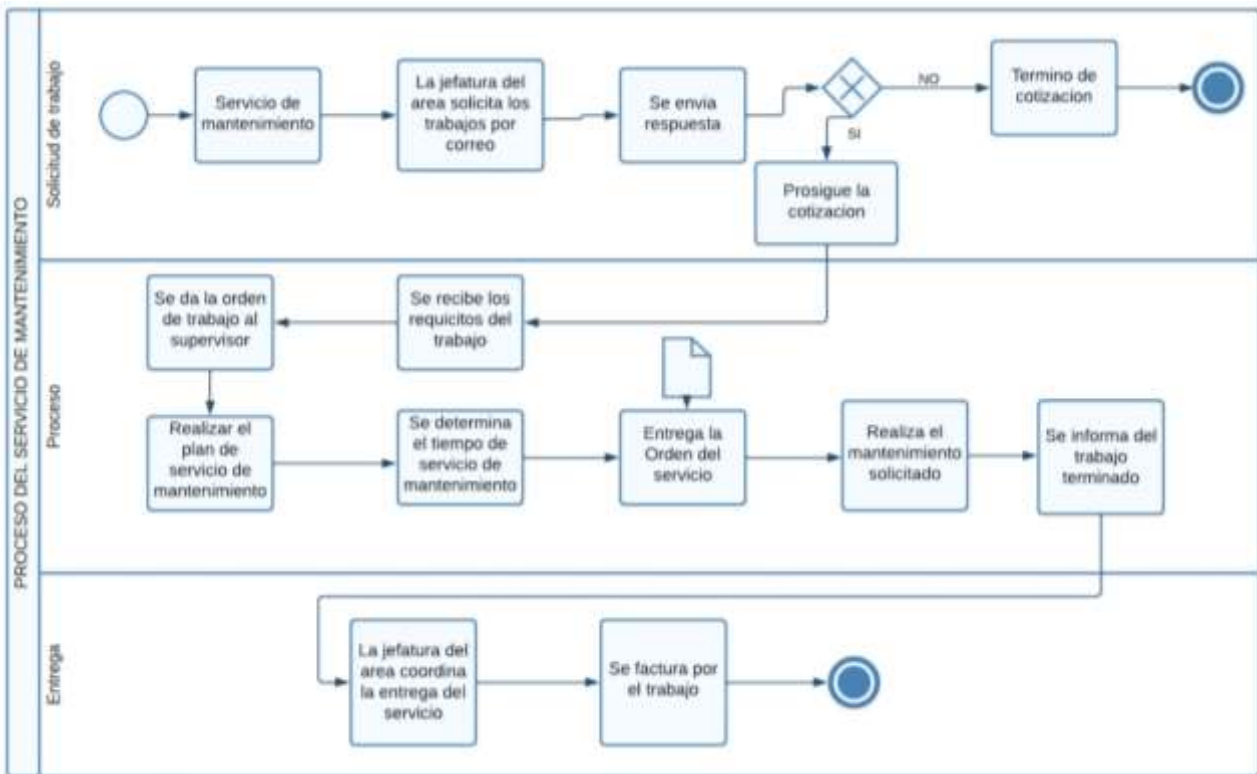 PROCESO DEL SERVICIO DE MANTENIMIENTO
Solicitud de trabajo
Servicio de
mantenimiento
La jefatura del
area solicita los
trabajos por
correo
Se envia
respuesta
NO
Termino de
cotizacion
SI
Prosigue la
cotizacion
Proceso
Se recibe los
requicitos del
trabajo
Se da la orden
de trabajo al
supervisor
Realizar el
plan de
servicio de
mantenimiento
Se determina
el tiempo de
servicio de
mantenimiento
Entrega la
Orden del
servicio
Realiza el
mantenimiento
solicitado
Se informa del
trabajo
terminado
Entrega
La jefatura del
area coordina
la entrega del
servicio
Se factura por
el trabajo